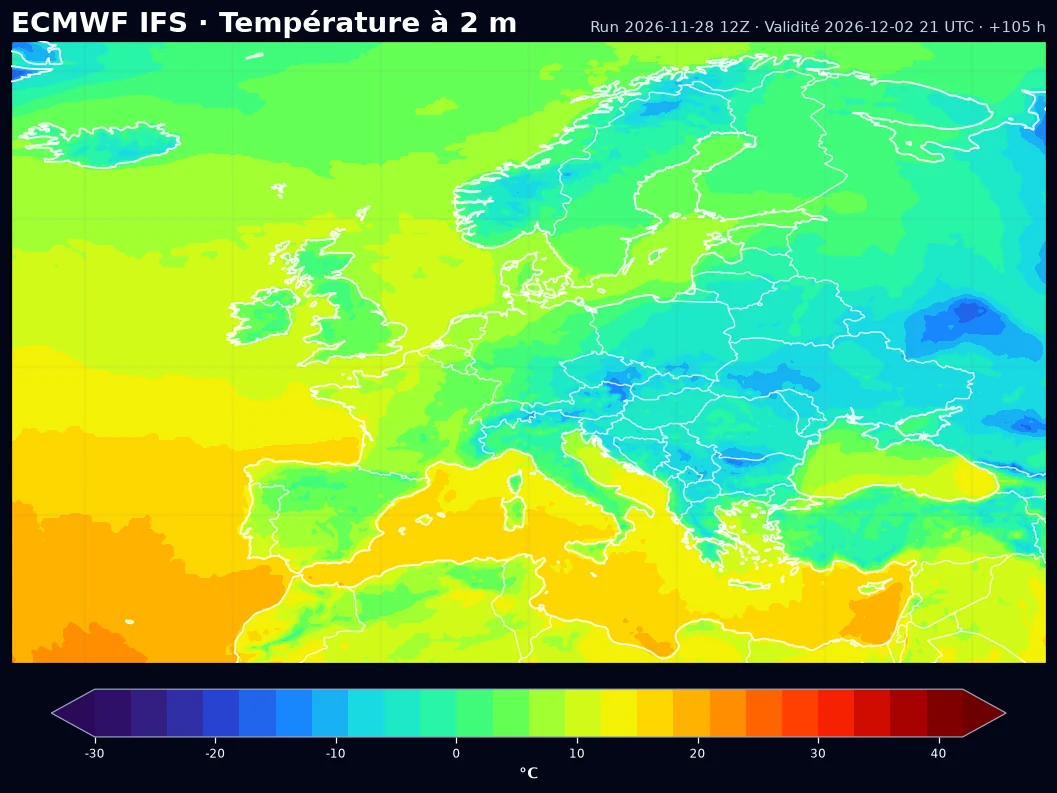 ECMWF IFS · Température à 2 m
Run 2026-11-28 12Z · Validité 2026-12-02 21 UTC · +105 h
-30 -20 -10 0 10 20 30 40
°C